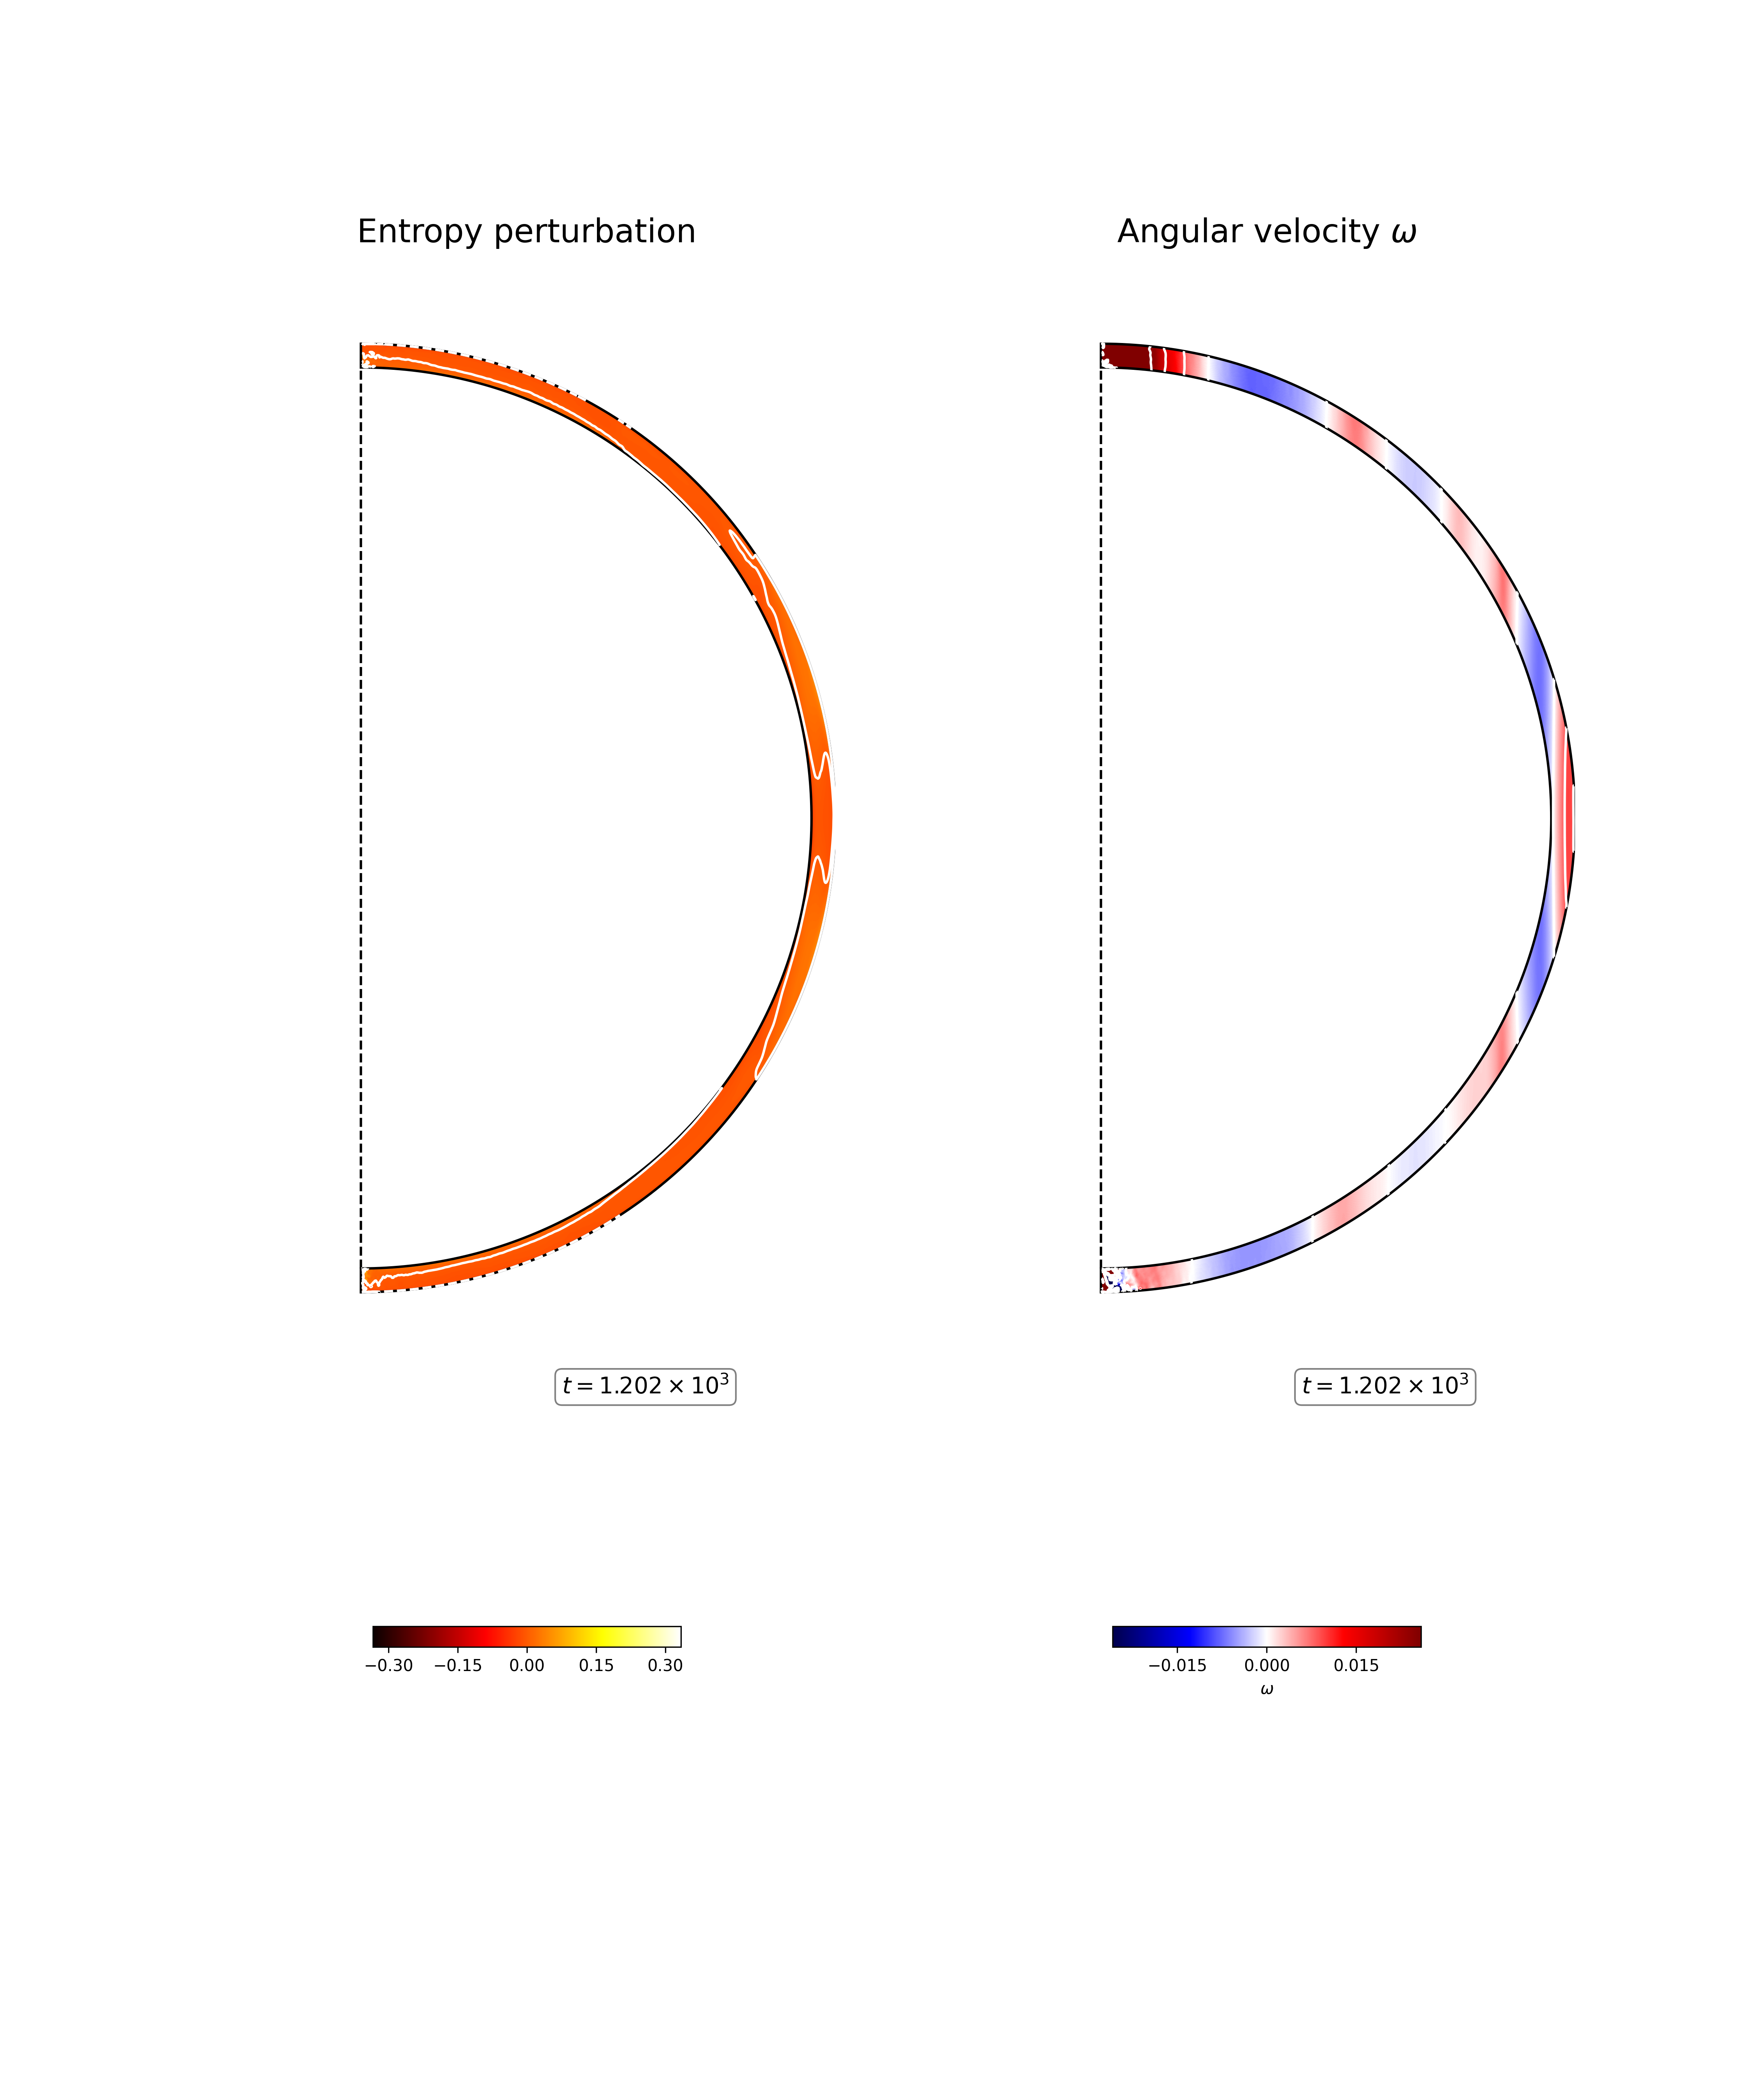 Entropy perturbation
Angular velocity ω
t = 1.202 × 10³
t = 1.202 × 10³
−0.30 −0.15 0.00 0.15 0.30
−0.015 0.000 0.015
ω